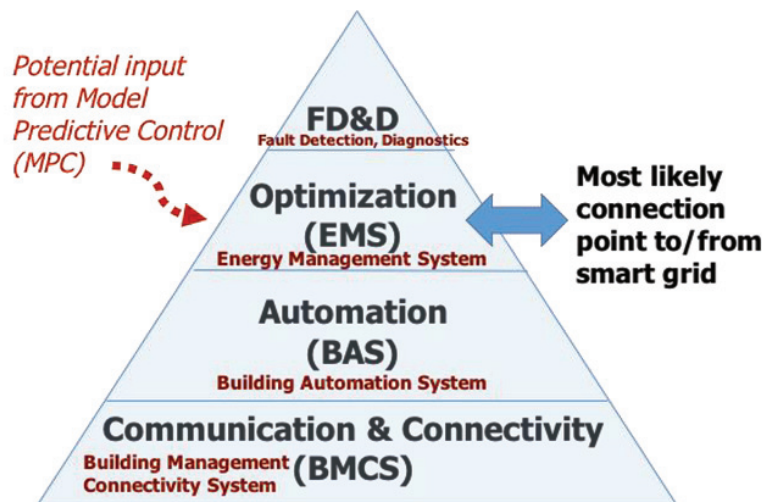 Potential input
from Model
Predictive Control
(MPC)
FD&D
Fault Detection, Diagnostics
Optimization
(EMS)
Energy Management System
Most likely
connection
point to/from
smart grid
Automation
(BAS)
Building Automation System
Communication & Connectivity
Building Management (BMCS)
Connectivity System